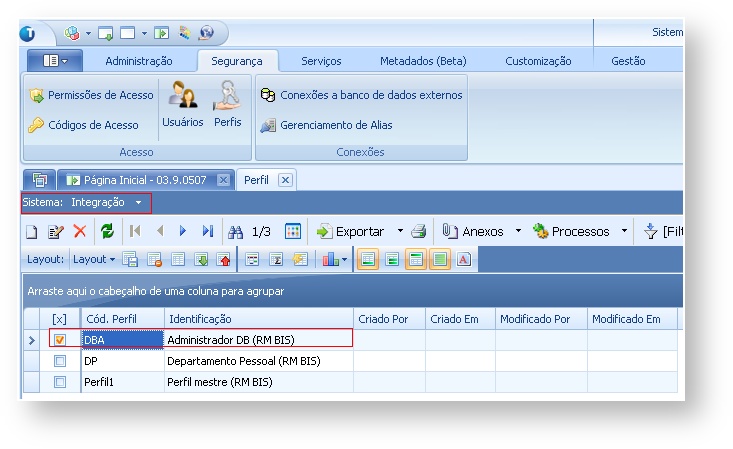 T
Sistem
Administração Segurança Serviços Metadados (Beta) Customização Gestão
Permissões de Acesso
Códigos de Acesso
Usuários Perfis
Conexões a banco de dados externos
Gerenciamento de Alias
Acesso Conexões
Página Inicial - 03.9.0507 Perfil
Sistema: Integração
1/3 Exportar Anexos Processos [Filt
Layout: Layout
Arraste aqui o cabeçalho de uma coluna para agrupar
[x] Cód. Perfil Identificação Criado Por Criado Em Modificado Por Modificado Em
DBA Administrador DB (RM BIS)
DP Departamento Pessoal (RM BIS)
Perfil1 Perfil mestre (RM BIS)